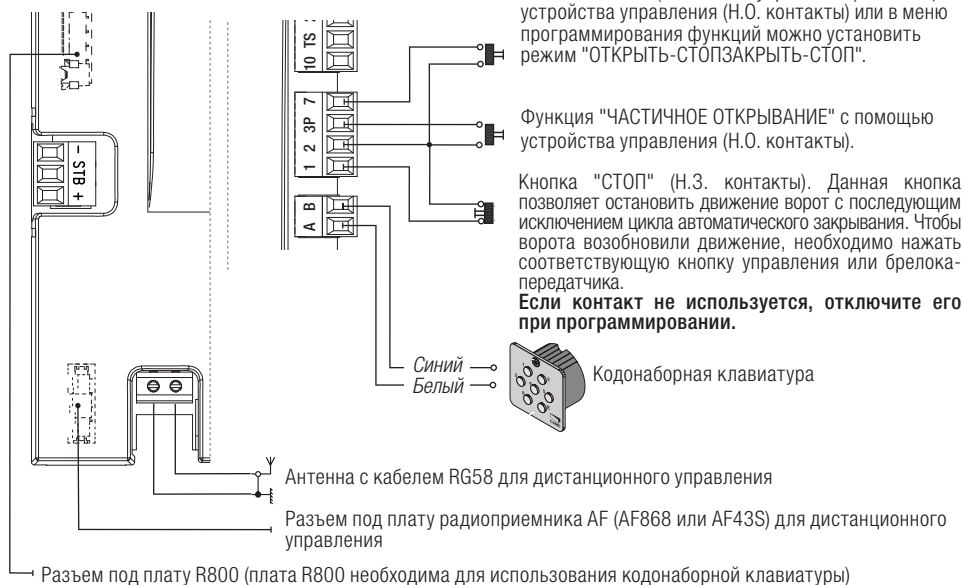 устройства управления (Н.О. контакты) или в меню
программирования функций можно установить
режим "ОТКРЫТЬ-СТОПЗАКРЫТЬ-СТОП".
10 TS
1 2 3P 7
Функция "ЧАСТИЧНОЕ ОТКРЫВАНИЕ" с помощью
устройства управления (Н.О. контакты).
- STB +
A B
Кнопка "СТОП" (Н.З. контакты). Данная кнопка
позволяет остановить движение ворот с последующим
исключением цикла автоматического закрывания. Чтобы
ворота возобновили движение, необходимо нажать
соответствующую кнопку управления или брелока-
передатчика.
Если контакт не используется, отключите его
при программировании.
Синий
Белый
Кодонаборная клавиатура
Антенна с кабелем RG58 для дистанционного управления
Разъем под плату радиоприемника AF (AF868 или AF43S) для дистанционного
управления
Разъем под плату R800 (плата R800 необходима для использования кодонаборной клавиатуры)